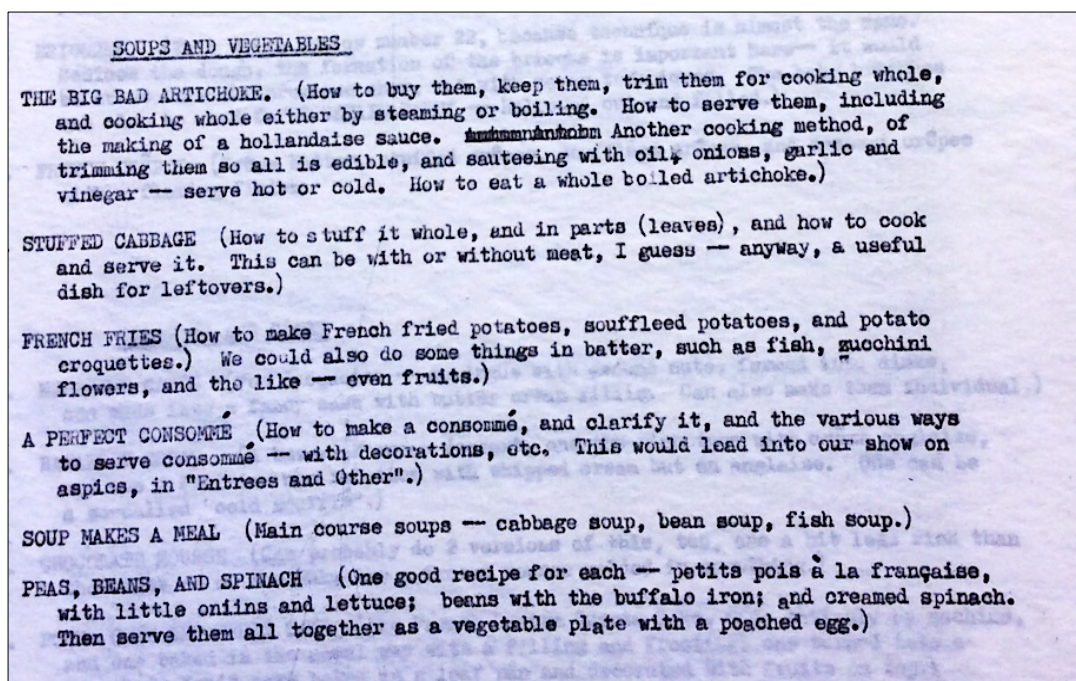 SOUPS AND VEGETABLES
THE BIG BAD ARTICHOKE. (How to buy them, keep them, trim them for cooking whole,
and cooking whole either by steaming or boiling. How to serve them, including
the making of a hollandaise sauce. Another cooking method, of
trimming them so all is edible, and sauteeing with oil, onions, garlic and
vinegar — serve hot or cold. How to eat a whole boiled artichoke.)
STUFFED CABBAGE (How to stuff it whole, and in parts (leaves), and how to cook
and serve it. This can be with or without meat, I guess — anyway, a useful
dish for leftovers.)
FRENCH FRIES (How to make French fried potatoes, souffleed potatoes, and potato
croquettes.) We could also do some things in batter, such as fish, zucchini
flowers, and the like — even fruits.)
A PERFECT CONSOMMÉ (How to make a consommé, and clarify it, and the various ways
to serve consommé — with decorations, etc. This would lead into our show on
aspics, in "Entrees and Other".)
SOUP MAKES A MEAL (Main course soups — cabbage soup, bean soup, fish soup.)
PEAS, BEANS, AND SPINACH (One good recipe for each — petits pois à la française,
with little oniins and lettuce; beans with the buffalo iron; and creamed spinach.
Then serve them all together as a vegetable plate with a poached egg.)